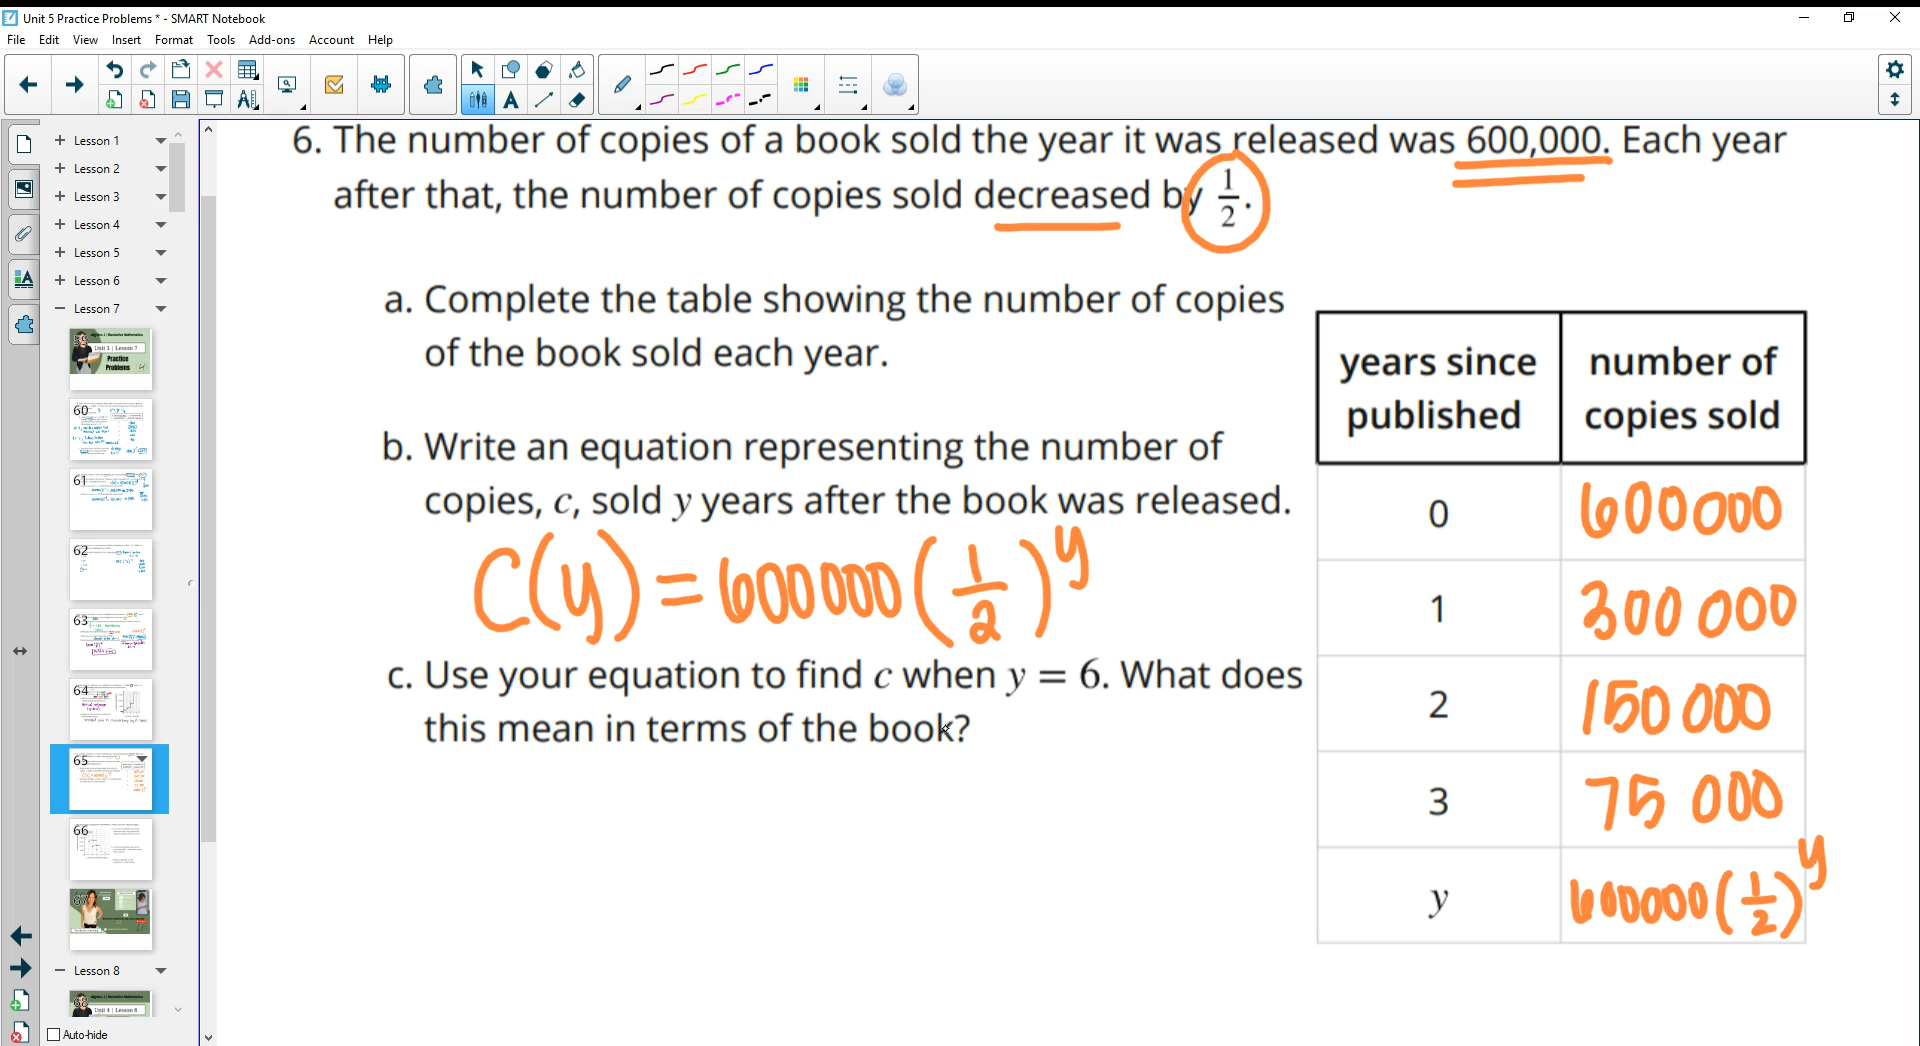 Unit 5 Practice Problems * - SMART Notebook
File Edit View Insert Format Tools Add-ons Account Help
Lesson 1
Lesson 2
Lesson 3
Lesson 4
Lesson 5
Lesson 6
Lesson 7
Unit 5 | Lesson 7
Practice
Problems
60
61
62
63
64
65
66
67
Lesson 8
Auto-hide
6. The number of copies of a book sold the year it was released was 600,000. Each year
after that, the number of copies sold decreased by 1/2.
a. Complete the table showing the number of copies
of the book sold each year.
b. Write an equation representing the number of
copies, c, sold y years after the book was released.
C(y) = 600000 (1/2)^y
c. Use your equation to find c when y = 6. What does
this mean in terms of the book?
years since published | number of copies sold
0 | 600000
1 | 300 000
2 | 150 000
3 | 75 000
y | 600000 (1/2)^y